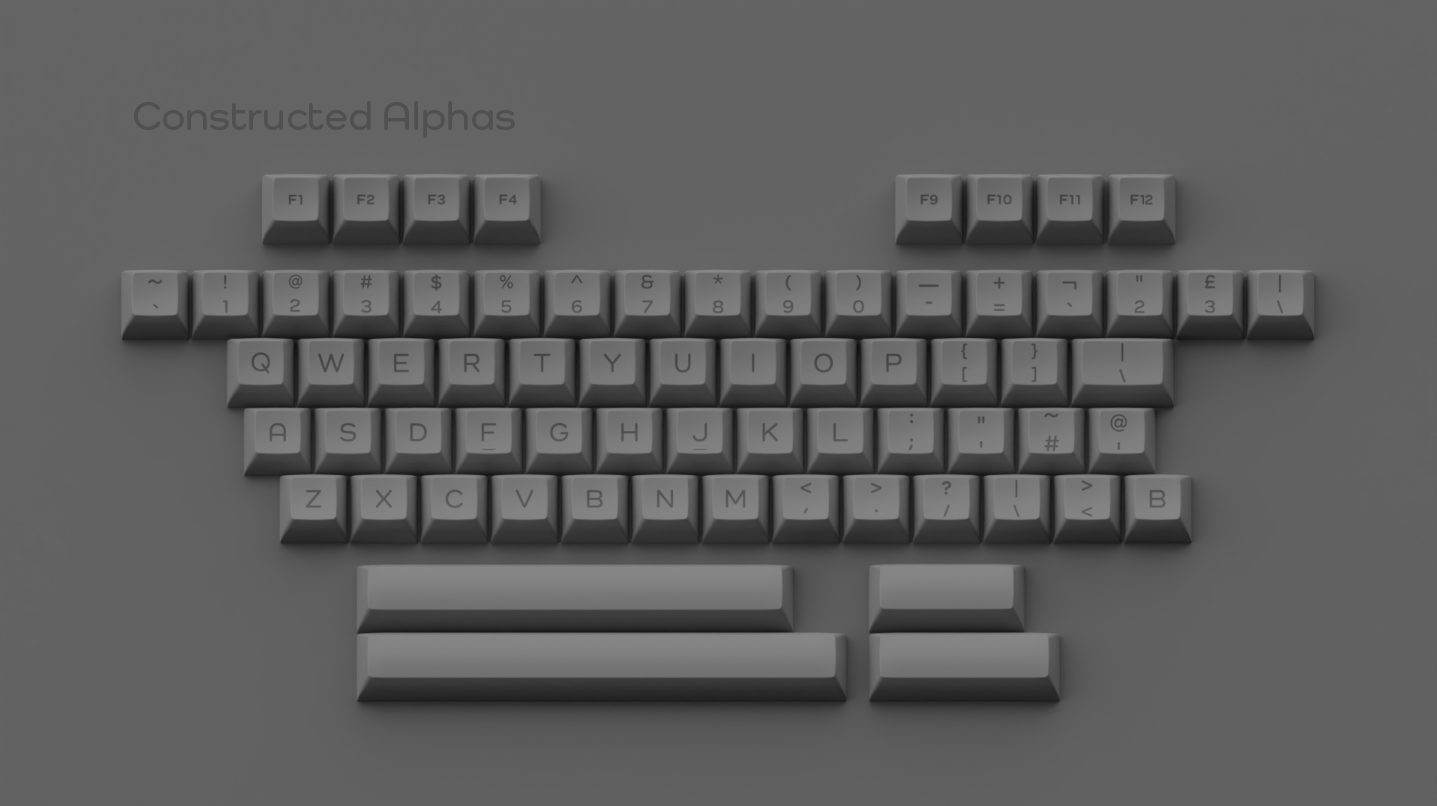 Constructed Alphas
F1 F2 F3 F4 F9 F10 F11 F12
~ ! @ # $ % ^ & * ( ) — + ¬ " £ |
` 1 2 3 4 5 6 7 8 9 0 - = ` 2 3 \
Q W E R T Y U I O P { } |
[ ] \
A S D F G H J K L : " ~ @
; ' # '
Z X C V B N M < > ? | > B
, . / \ <